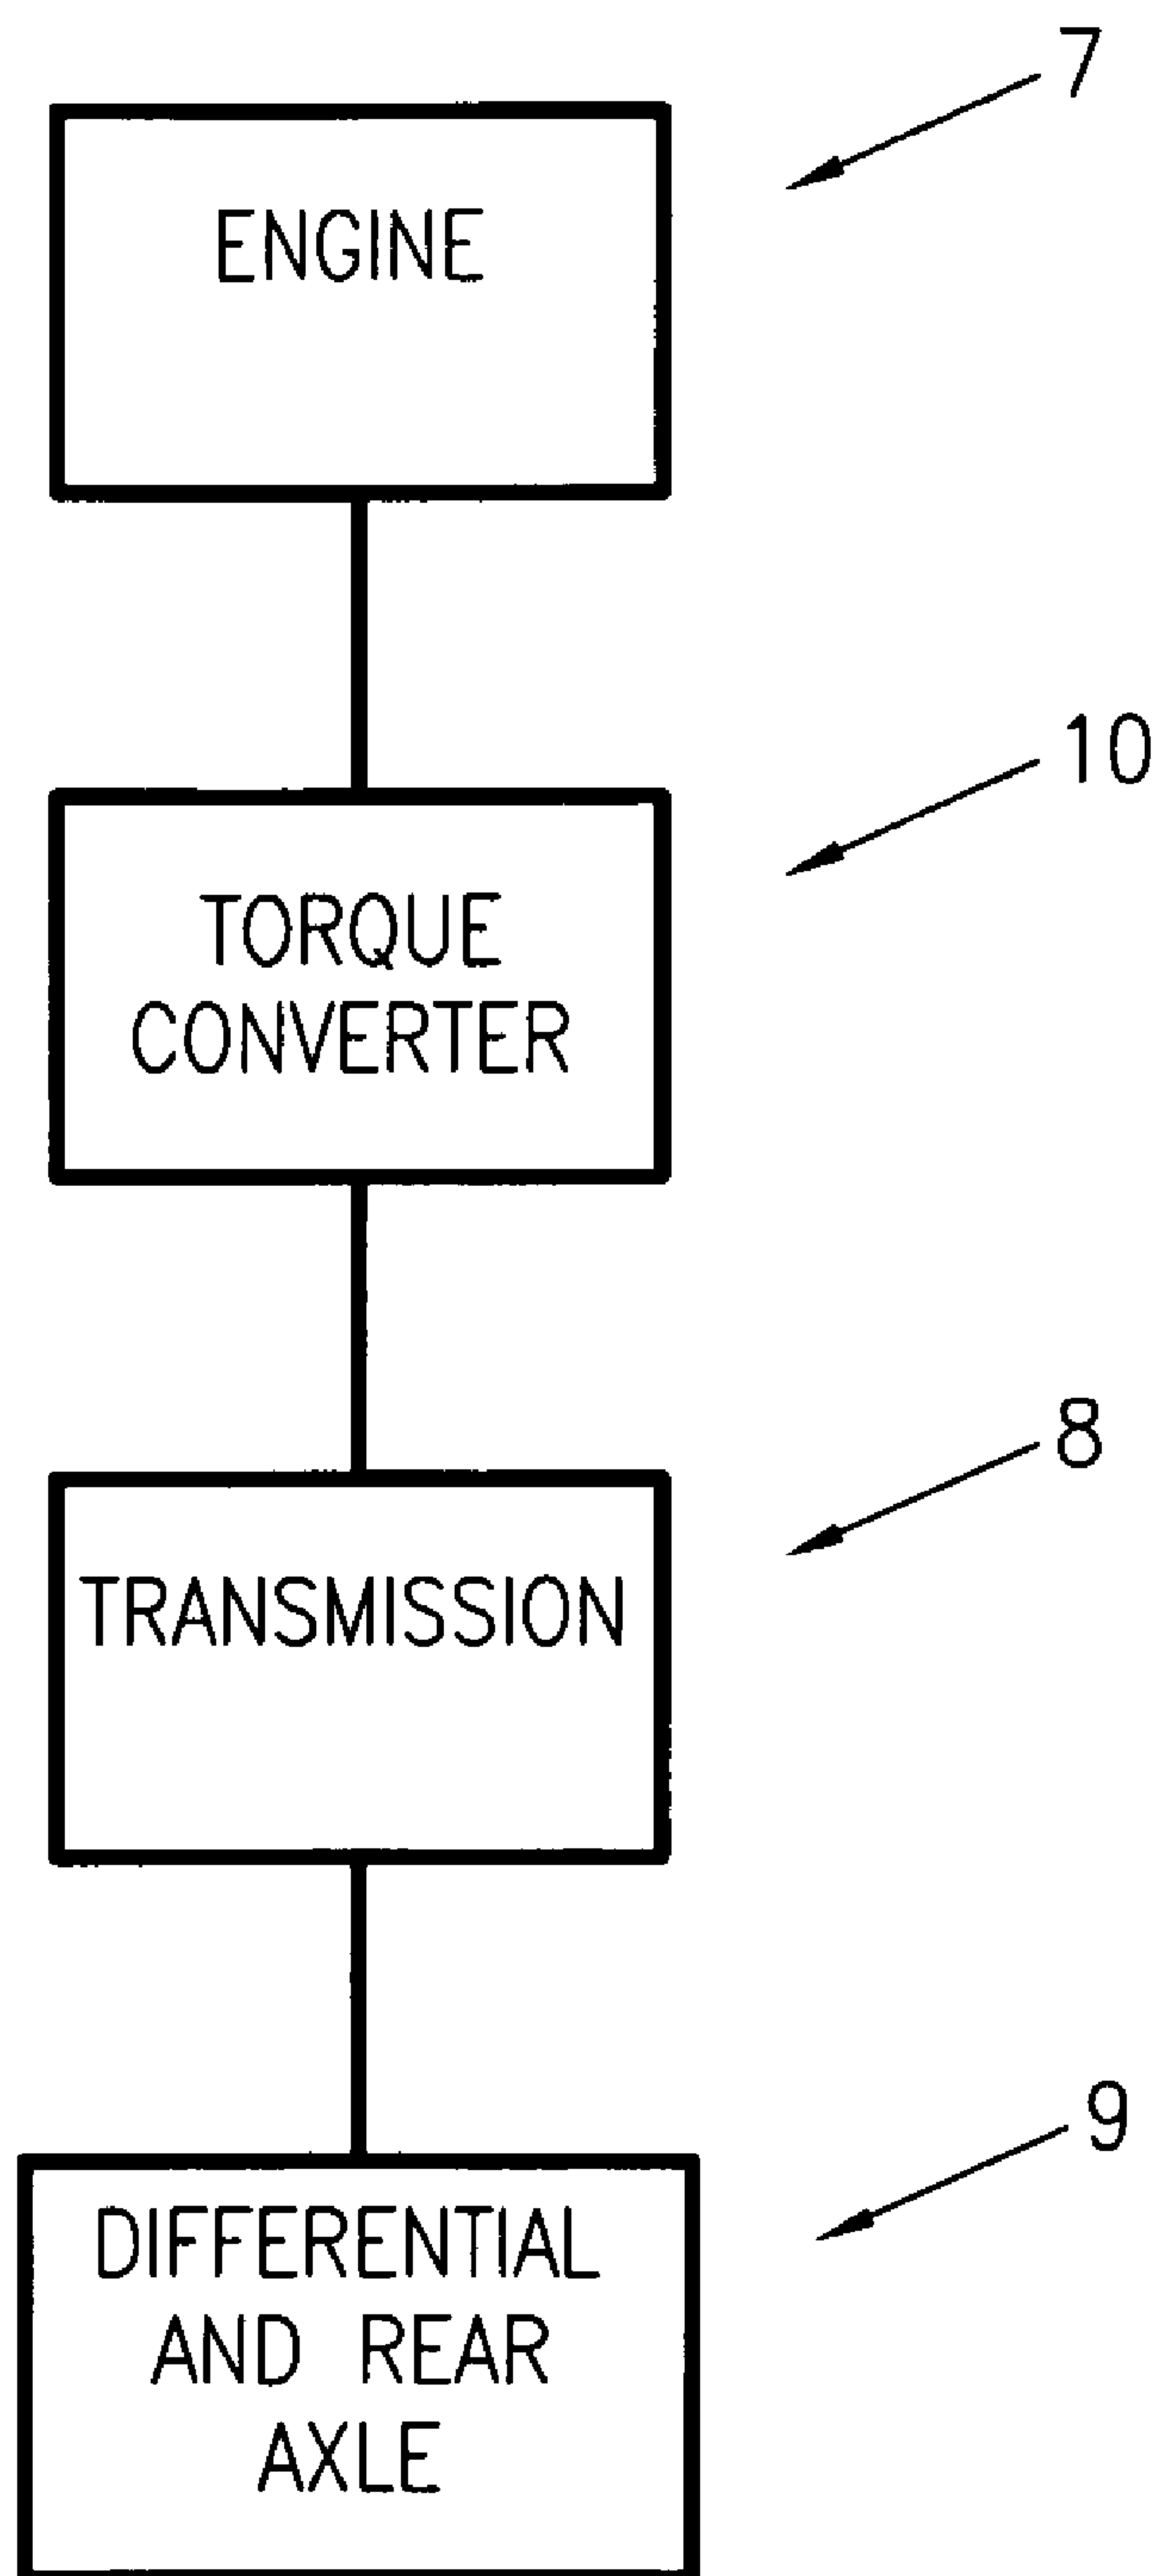 7
ENGINE
10
TORQUE
CONVERTER
8
TRANSMISSION
9
DIFFERENTIAL
AND REAR
AXLE